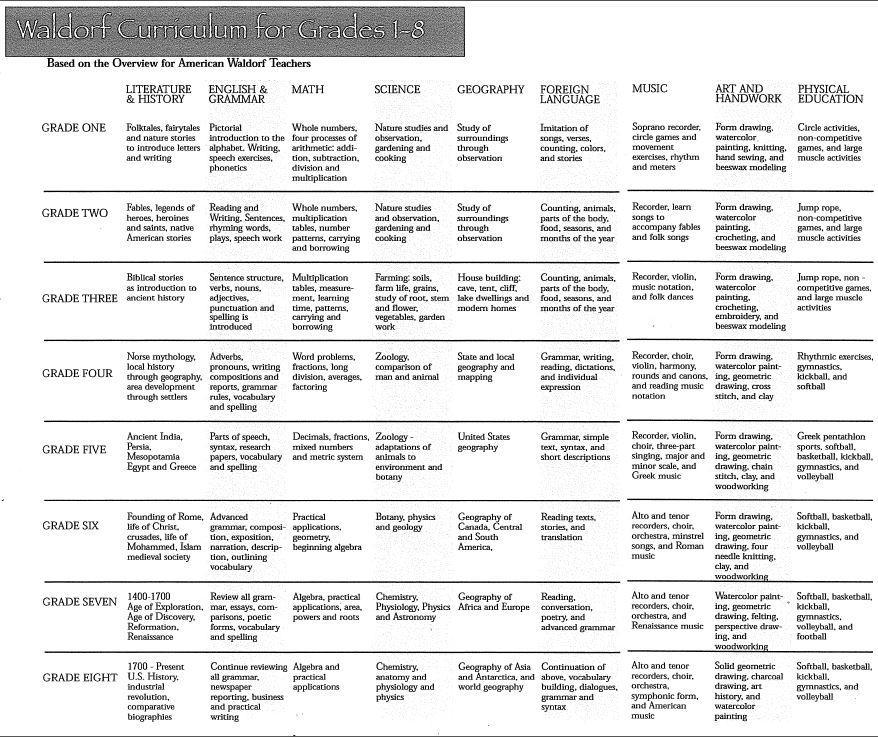 Waldorf Curriculum for Grades 1-8
Based on the Overview for American Waldorf Teachers
LITERATURE
& HISTORY
ENGLISH &
GRAMMAR
MATH
SCIENCE
GEOGRAPHY
FOREIGN
LANGUAGE
MUSIC
ART AND
HANDWORK
PHYSICAL
EDUCATION
GRADE ONE
Folktales, fairytales
and nature stories
to introduce letters
and writing
Pictorial
introduction to the
alphabet. Writing,
speech exercises,
phonetics
Whole numbers,
four processes of
arithmetic: addi-
tion, subtraction,
division and
multiplication
Nature studies and
observation,
gardening and
cooking
Study of
surroundings
through
observation
Imitation of
songs, verses,
counting, colors,
and stories
Soprano recorder,
circle games and
movement
exercises, rhythm
and meters
Form drawing,
watercolor
painting, knitting,
hand sewing, and
beeswax modeling
Circle activities,
non-competitive
games, and large
muscle activities
GRADE TWO
Fables, legends of
heroes, heroines
and saints, native
American stories
Reading and
Writing, Sentences,
rhyming words,
plays, speech work
Whole numbers,
multiplication
tables, number
patterns, carrying
and borrowing
Nature studies
and observation,
gardening and
cooking
Study of
surroundings
through
observation
Counting, animals,
parts of the body,
food, seasons, and
months of the year
Recorder, learn
songs to
accompany fables
and folk songs
Form drawing,
watercolor
painting,
crocheting, and
beeswax modeling
Jump rope,
non-competitive
games, and large
muscle activities
GRADE THREE
Biblical stories
as introduction to
ancient history
Sentence structure,
verbs, nouns,
adjectives,
punctuation and
spelling is
introduced
Multiplication
tables, measure-
ment, learning
time, patterns,
carrying and
borrowing
Farming: soils,
farm life, grains,
study of root, stem
and flower,
vegetables, garden
work
House building:
cave, tent, cliff,
lake dwellings and
modern homes
Counting, animals,
parts of the body,
food, seasons, and
months of the year
Recorder, violin,
music notation,
and folk dances
Form drawing,
watercolor
painting,
crocheting,
embroidery, and
beeswax modeling
Jump rope, non -
competitive games,
and large muscle
activities
GRADE FOUR
Norse mythology,
local history
through geography,
area development
through settlers
Adverbs,
pronouns, writing
compositions and
reports, grammar
rules, vocabulary
and spelling
Word problems,
fractions, long
division, averages,
factoring
Zoology,
comparison of
man and animal
State and local
geography and
mapping
Grammar, writing,
reading, dictations,
and individual
expression
Recorder, choir,
violin, harmony,
rounds and canons,
and reading music
notation
Form drawing,
watercolor paint-
ing, geometric
drawing, cross
stitch, and clay
Rhythmic exercises,
gymnastics,
kickball, and
softball
GRADE FIVE
Ancient India,
Persia,
Mesopotamia
Egypt and Greece
Parts of speech,
syntax, research
papers, vocabulary
and spelling
Decimals, fractions,
mixed numbers
and metric system
Zoology -
adaptations of
animals to
environment and
botany
United States
geography
Grammar, simple
text, syntax, and
short descriptions
Recorder, violin,
choir, three-part
singing, major and
minor scale, and
Greek music
Form drawing,
watercolor paint-
ing, geometric
drawing, chain
stitch, clay, and
woodworking
Greek pentathlon
sports, softball,
basketball, kickball,
gymnastics, and
volleyball
GRADE SIX
Founding of Rome,
life of Christ,
crusades, life of
Mohammed, Islam
medieval society
Advanced
grammar, composi-
tion, exposition,
narration, descrip-
tion, outlining
vocabulary
Practical
applications,
geometry,
beginning algebra
Botany, physics
and geology
Geography of
Canada, Central
and South
America,
Reading texts,
stories, and
translation
Alto and tenor
recorders, choir,
orchestra, minstrel
songs, and Roman
music
Form drawing,
watercolor paint-
ing, geometric
drawing, four
needle knitting,
clay, and
woodworking
Softball, basketball,
kickball,
gymnastics, and
volleyball
GRADE SEVEN
1400-1700
Age of Exploration,
Age of Discovery,
Reformation,
Renaissance
Review all gram-
mar, essays, com-
parisons, poetic
forms, vocabulary
and spelling
Algebra, practical
applications, area,
powers and roots
Chemistry,
Physiology, Physics
and Astronomy
Geography of
Africa and Europe
Reading,
conversation,
poetry, and
advanced grammar
Alto and tenor
recorders, choir,
orchestra, and
Renaissance music
Watercolor paint-
ing, geometric
drawing, felting,
perspective draw-
ing, and
woodworking
Softball, basketball,
kickball,
gymnastics,
volleyball, and
football
GRADE EIGHT
1700 - Present
U.S. History,
industrial
revolution,
comparative
biographies
Continue reviewing
all grammar,
newspaper
reporting, business
and practical
writing
Algebra and
practical
applications
Chemistry,
anatomy and
physiology and
physics
Geography of Asia
and Antarctica, and
world geography
Continuation of
above, vocabulary
building, dialogues,
grammar and
syntax
Alto and tenor
recorders, choir,
orchestra,
symphonic form,
and American
music
Solid geometric
drawing, charcoal
drawing, art
history, and
watercolor
painting
Softball, basketball,
kickball,
gymnastics, and
volleyball